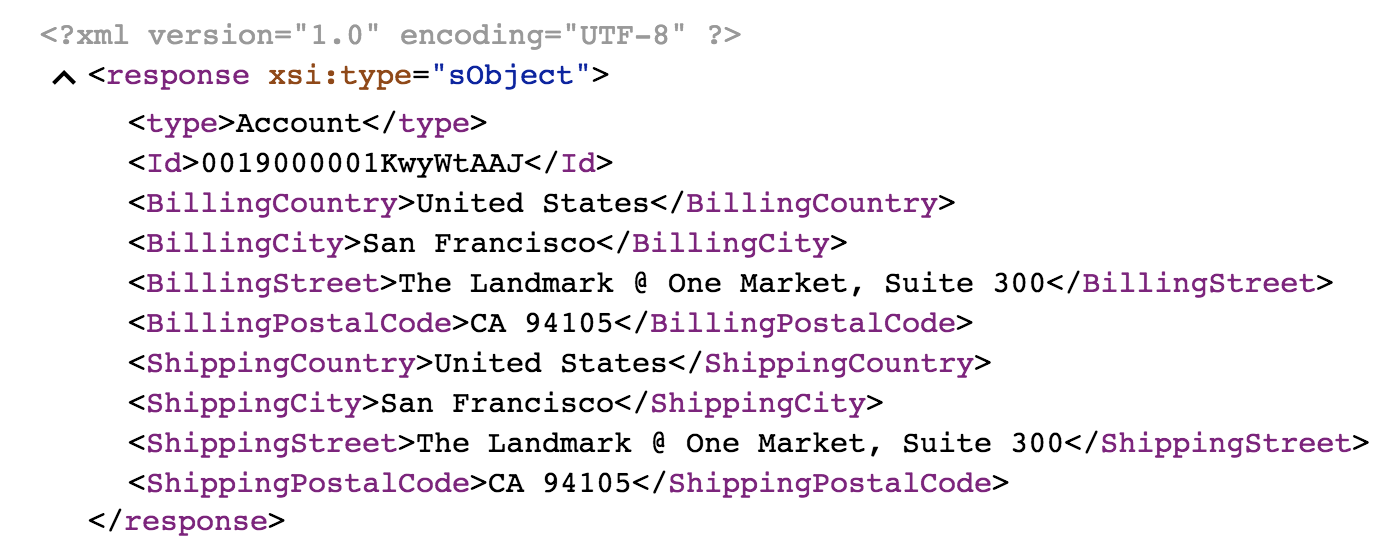 <?xml version="1.0" encoding="UTF-8" ?>
<response xsi:type="sObject">
<type>Account</type>
<Id>0019000001KwyWtAAJ</Id>
<BillingCountry>United States</BillingCountry>
<BillingCity>San Francisco</BillingCity>
<BillingStreet>The Landmark @ One Market, Suite 300</BillingStreet>
<BillingPostalCode>CA 94105</BillingPostalCode>
<ShippingCountry>United States</ShippingCountry>
<ShippingCity>San Francisco</ShippingCity>
<ShippingStreet>The Landmark @ One Market, Suite 300</ShippingStreet>
<ShippingPostalCode>CA 94105</ShippingPostalCode>
</response>